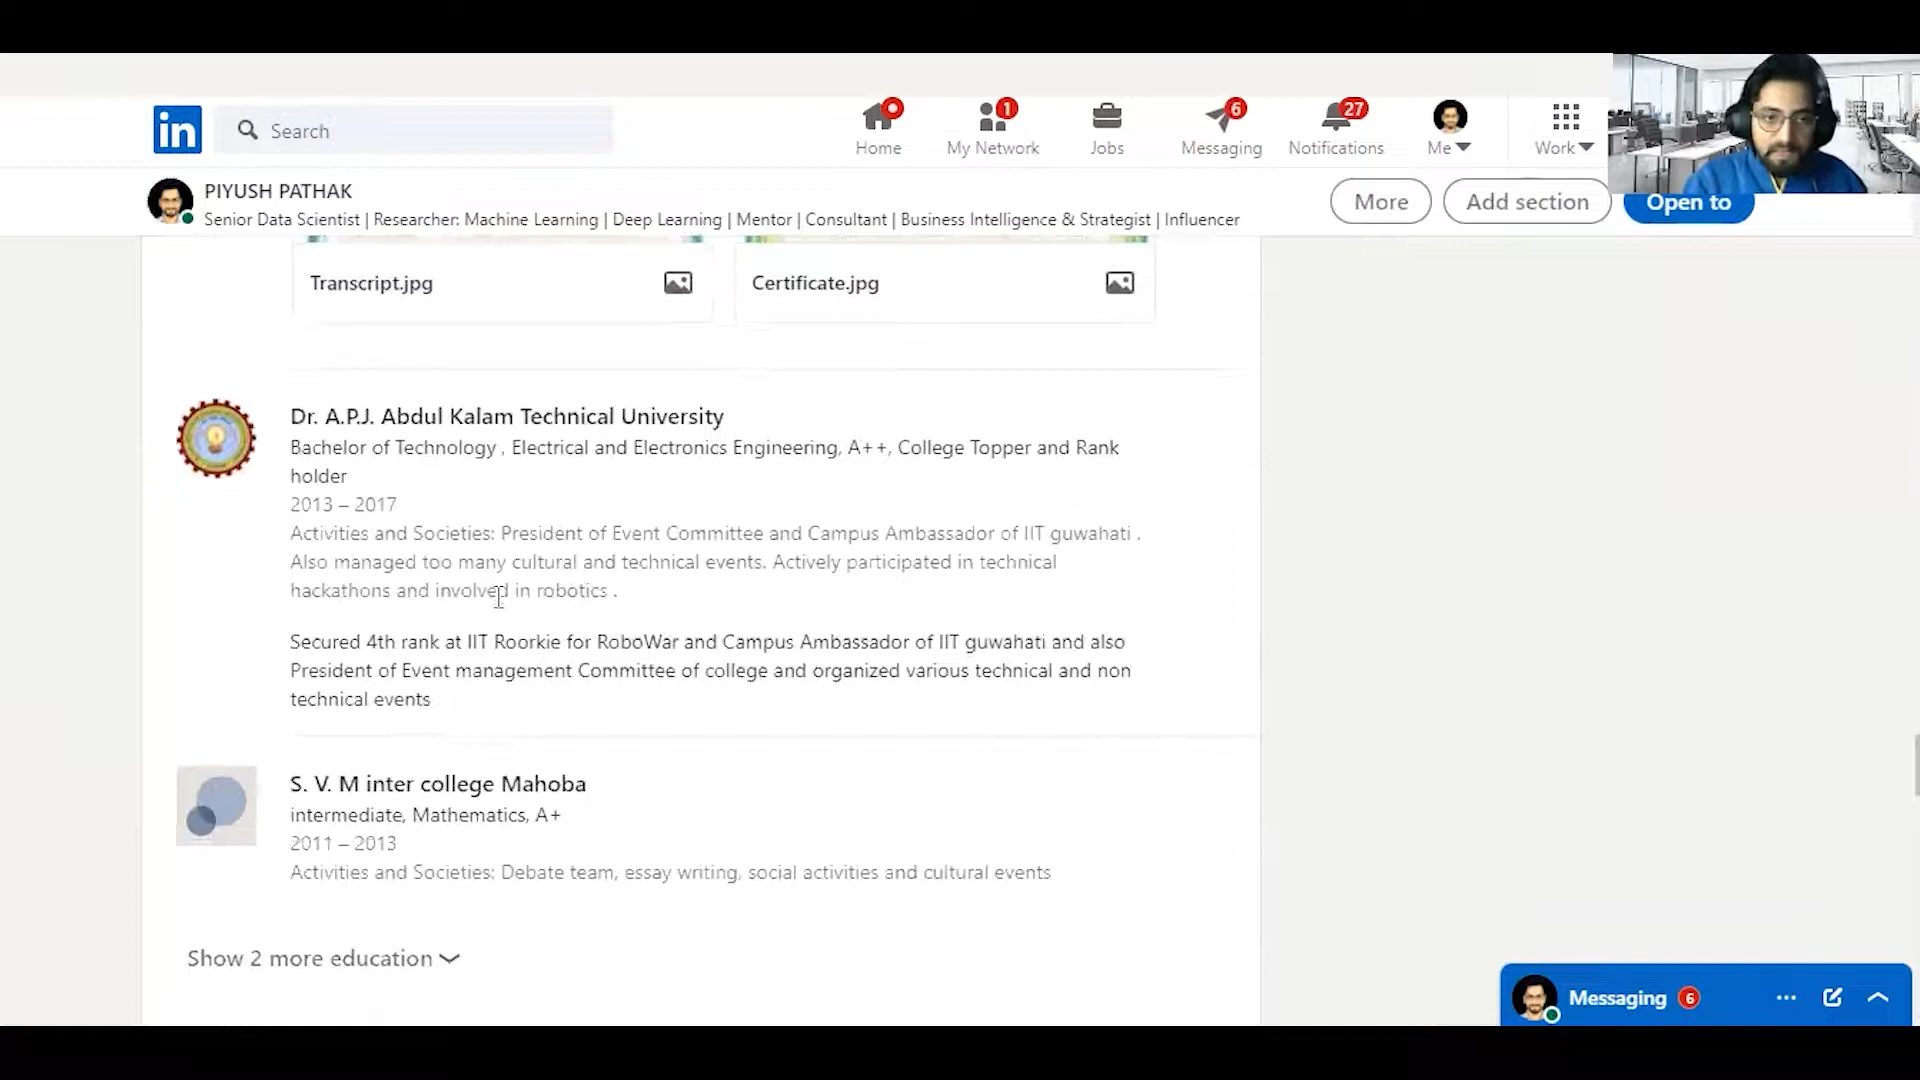 in
Search
Home
1
My Network
Jobs
6
Messaging
27
Notifications
Me
Work
PIYUSH PATHAK
Senior Data Scientist | Researcher: Machine Learning | Deep Learning | Mentor | Consultant | Business Intelligence & Strategist | Influencer
More
Add section
Open to
Transcript.jpg
Certificate.jpg
Dr. A.P.J. Abdul Kalam Technical University
Bachelor of Technology , Electrical and Electronics Engineering, A++, College Topper and Rank
holder
2013 – 2017
Activities and Societies: President of Event Committee and Campus Ambassador of IIT guwahati .
Also managed too many cultural and technical events. Actively participated in technical
hackathons and involved in robotics .
Secured 4th rank at IIT Roorkie for RoboWar and Campus Ambassador of IIT guwahati and also
President of Event management Committee of college and organized various technical and non
technical events
S. V. M inter college Mahoba
intermediate, Mathematics, A+
2011 – 2013
Activities and Societies: Debate team, essay writing, social activities and cultural events
Show 2 more education
Messaging 6